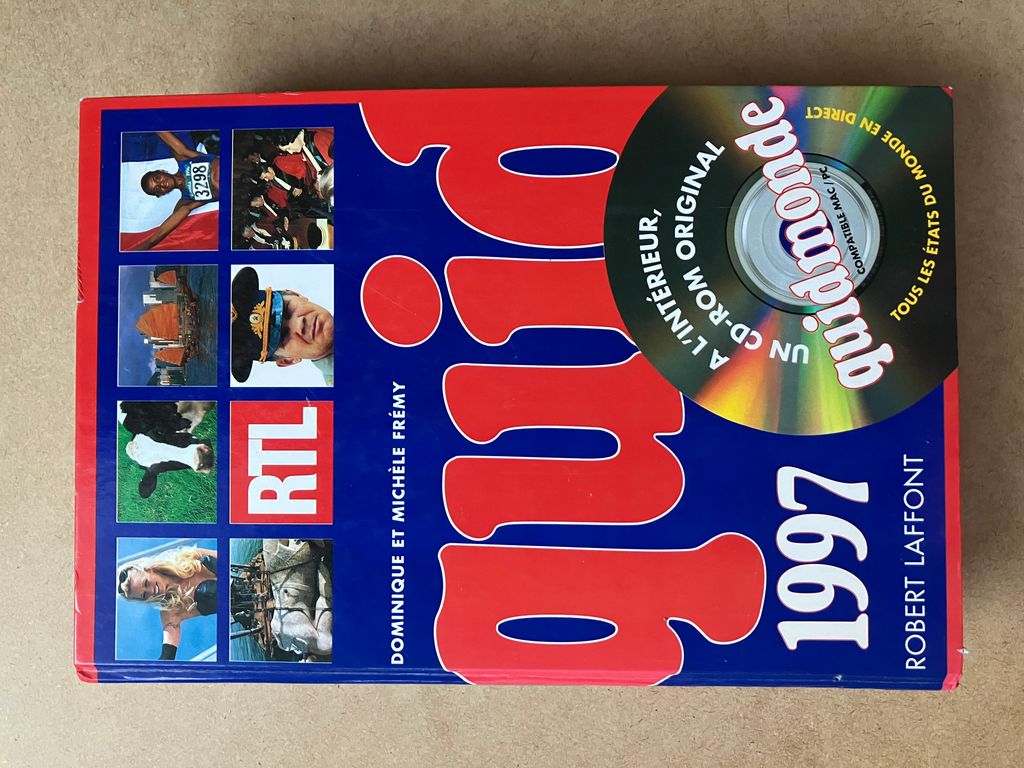 3298
RTL
DOMINIQUE ET MICHÈLE FRÉMY
quid
A L'INTÉRIEUR,
UN CD-ROM ORIGINAL
quidmonde
COMPATIBLE MAC / PC
TOUS LES ÉTATS DU MONDE EN DIRECT
1997
ROBERT LAFFONT